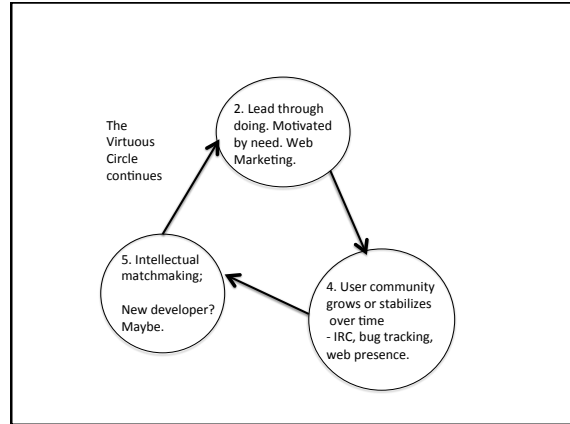 The
Virtuous
Circle
continues
2. Lead through
doing. Motivated
by need. Web
Marketing.
4. User community
grows or stabilizes
over time
- IRC, bug tracking,
web presence.
5. Intellectual
matchmaking;
New developer?
Maybe.